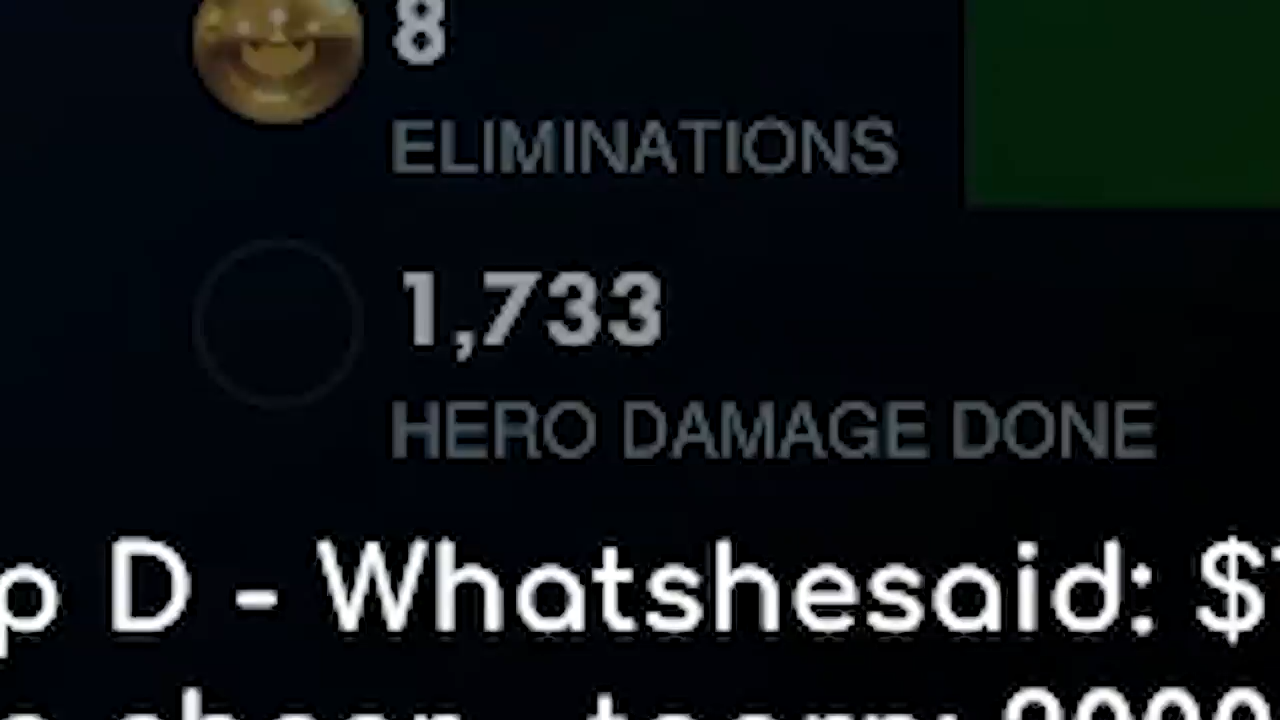 8
ELIMINATIONS
1,733
HERO DAMAGE DONE
p D - Whatshesaid: $